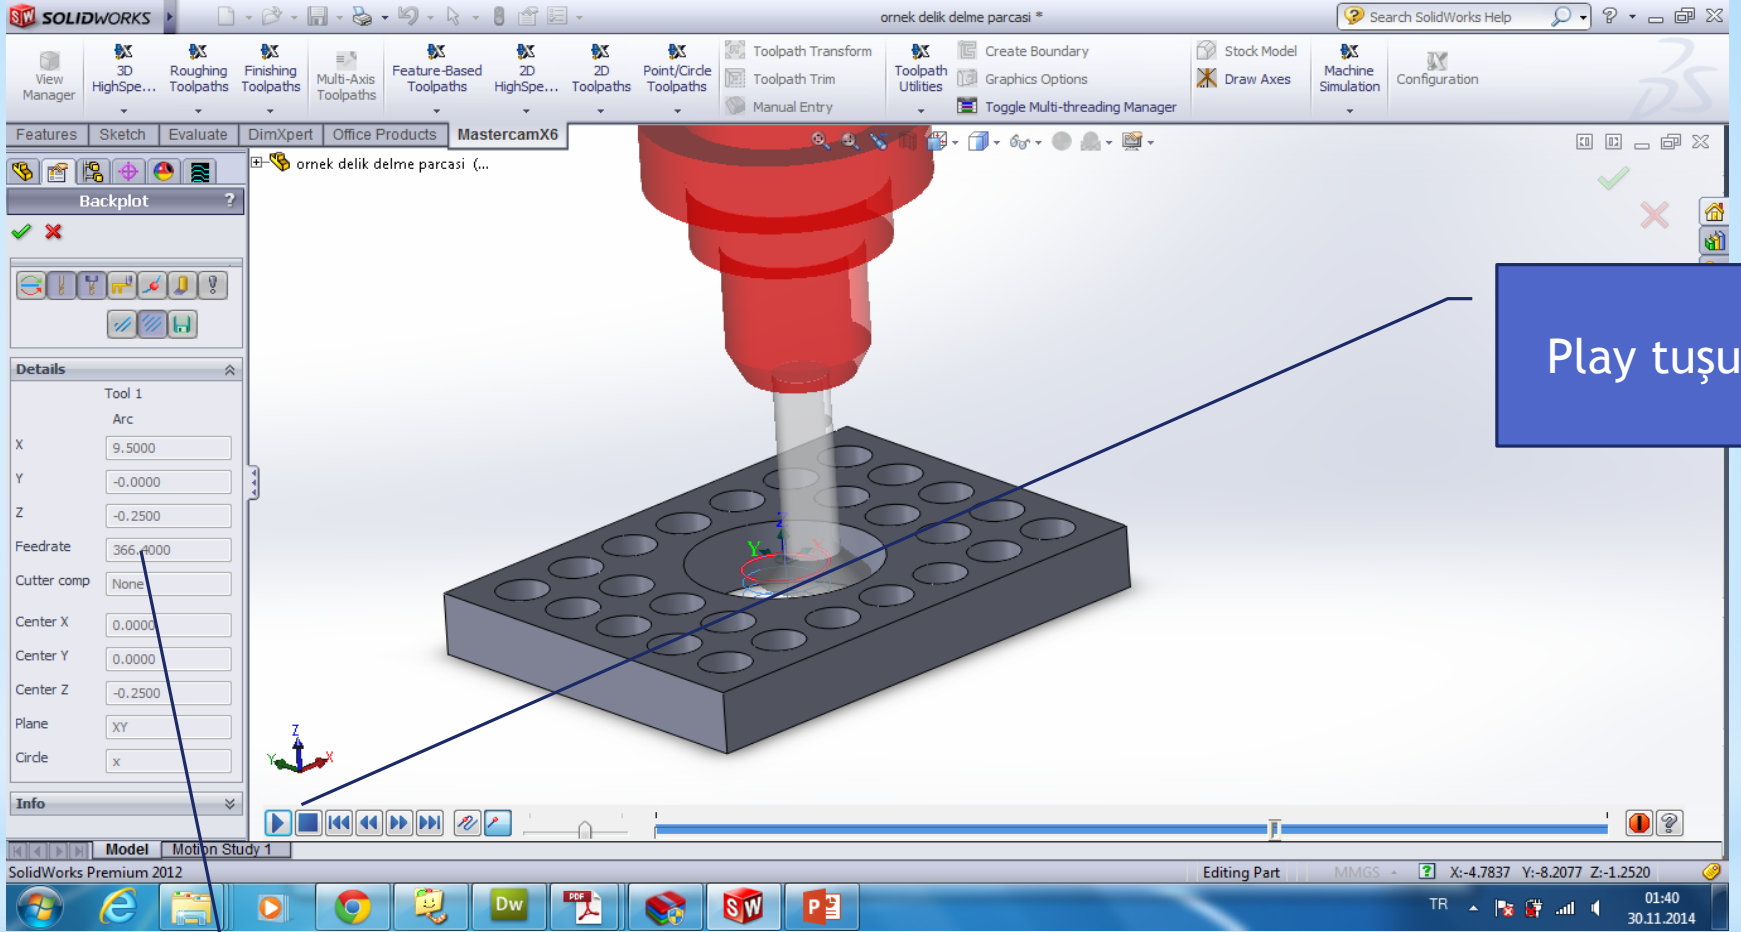 SOLIDWORKS
ornek delik delme parcasi *
Search SolidWorks Help
View Manager
3D HighSpe...
Roughing Toolpaths
Finishing Toolpaths
Multi-Axis Toolpaths
Feature-Based Toolpaths
2D HighSpe...
2D Toolpaths
Point/Circle Toolpaths
Toolpath Transform
Toolpath Trim
Manual Entry
Toolpath Utilities
Create Boundary
Graphics Options
Toggle Multi-threading Manager
Stock Model
Draw Axes
Machine Simulation
Configuration
Features Sketch Evaluate DimXpert Office Products MastercamX6
ornek delik delme parcasi (...
Backplot ?
Details
Tool 1
Arc
X 9.5000
Y -0.0000
Z -0.2500
Feedrate 366.4000
Cutter comp None
Center X 0.0000
Center Y 0.0000
Center Z -0.2500
Plane XY
Circle x
Info
Play tuşu
Z
Y
Z
Y X
Model Motion Study 1
SolidWorks Premium 2012
Editing Part MMGS X:-4.7837 Y:-8.2077 Z:-1.2520
Dw
PDF
SW
P
TR
01:40
30.11.2014